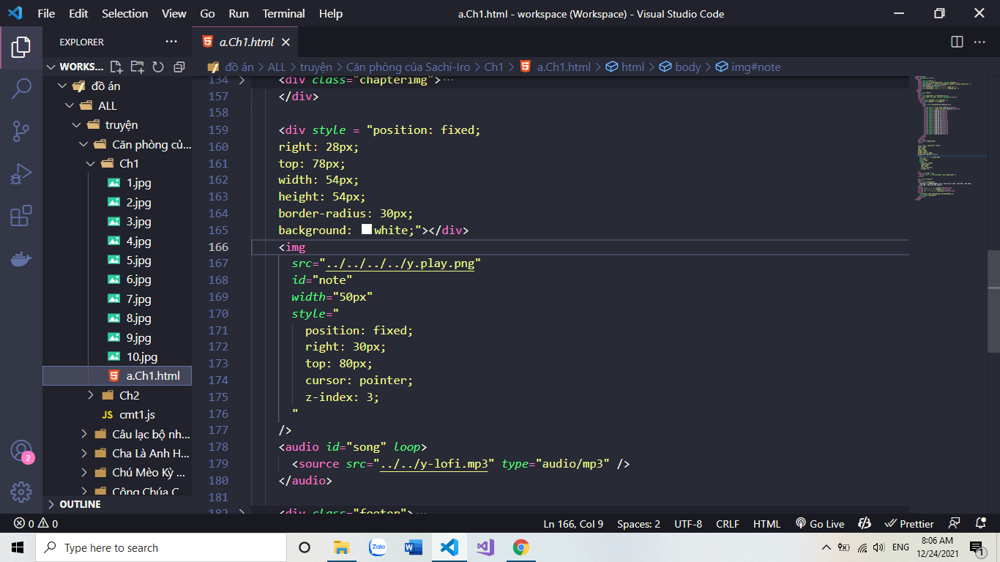 File Edit Selection View Go Run Terminal Help
a.Ch1.html - workspace (Workspace) - Visual Studio Code
EXPLORER
a.Ch1.html
WORKS...
đồ án
ALL
truyện
Căn phòng củ...
Ch1
1.jpg
2.jpg
3.jpg
4.jpg
5.jpg
6.jpg
7.jpg
8.jpg
9.jpg
10.jpg
a.Ch1.html
Ch2
JS cmt1.js
Câu lạc bộ nh...
Cha Là Anh H...
Chú Mèo Kỳ ...
Công Chúa C...
OUTLINE
2
đồ án > ALL > truyện > Căn phòng của Sachi-Iro > Ch1 > a.Ch1.html > html > body > img#note
134 <div class="chapterimg">...
157 </div>
158
159 <div style = "position: fixed;
160 right: 28px;
161 top: 78px;
162 width: 54px;
163 height: 54px;
164 border-radius: 30px;
165 background: white;"></div>
166 <img
167 src="../../../../y.play.png"
168 id="note"
169 width="50px"
170 style="
171 position: fixed;
172 right: 30px;
173 top: 80px;
174 cursor: pointer;
175 z-index: 3;
176 "
177 />
178 <audio id="song" loop>
179 <source src="../../y-lofi.mp3" type="audio/mp3" />
180 </audio>
181
182 <div class="footer">...
0 0
Ln 166, Col 9 Spaces: 2 UTF-8 CRLF HTML Go Live Prettier
Type here to search
Zalo
ENG
8:06 AM
12/24/2021
1